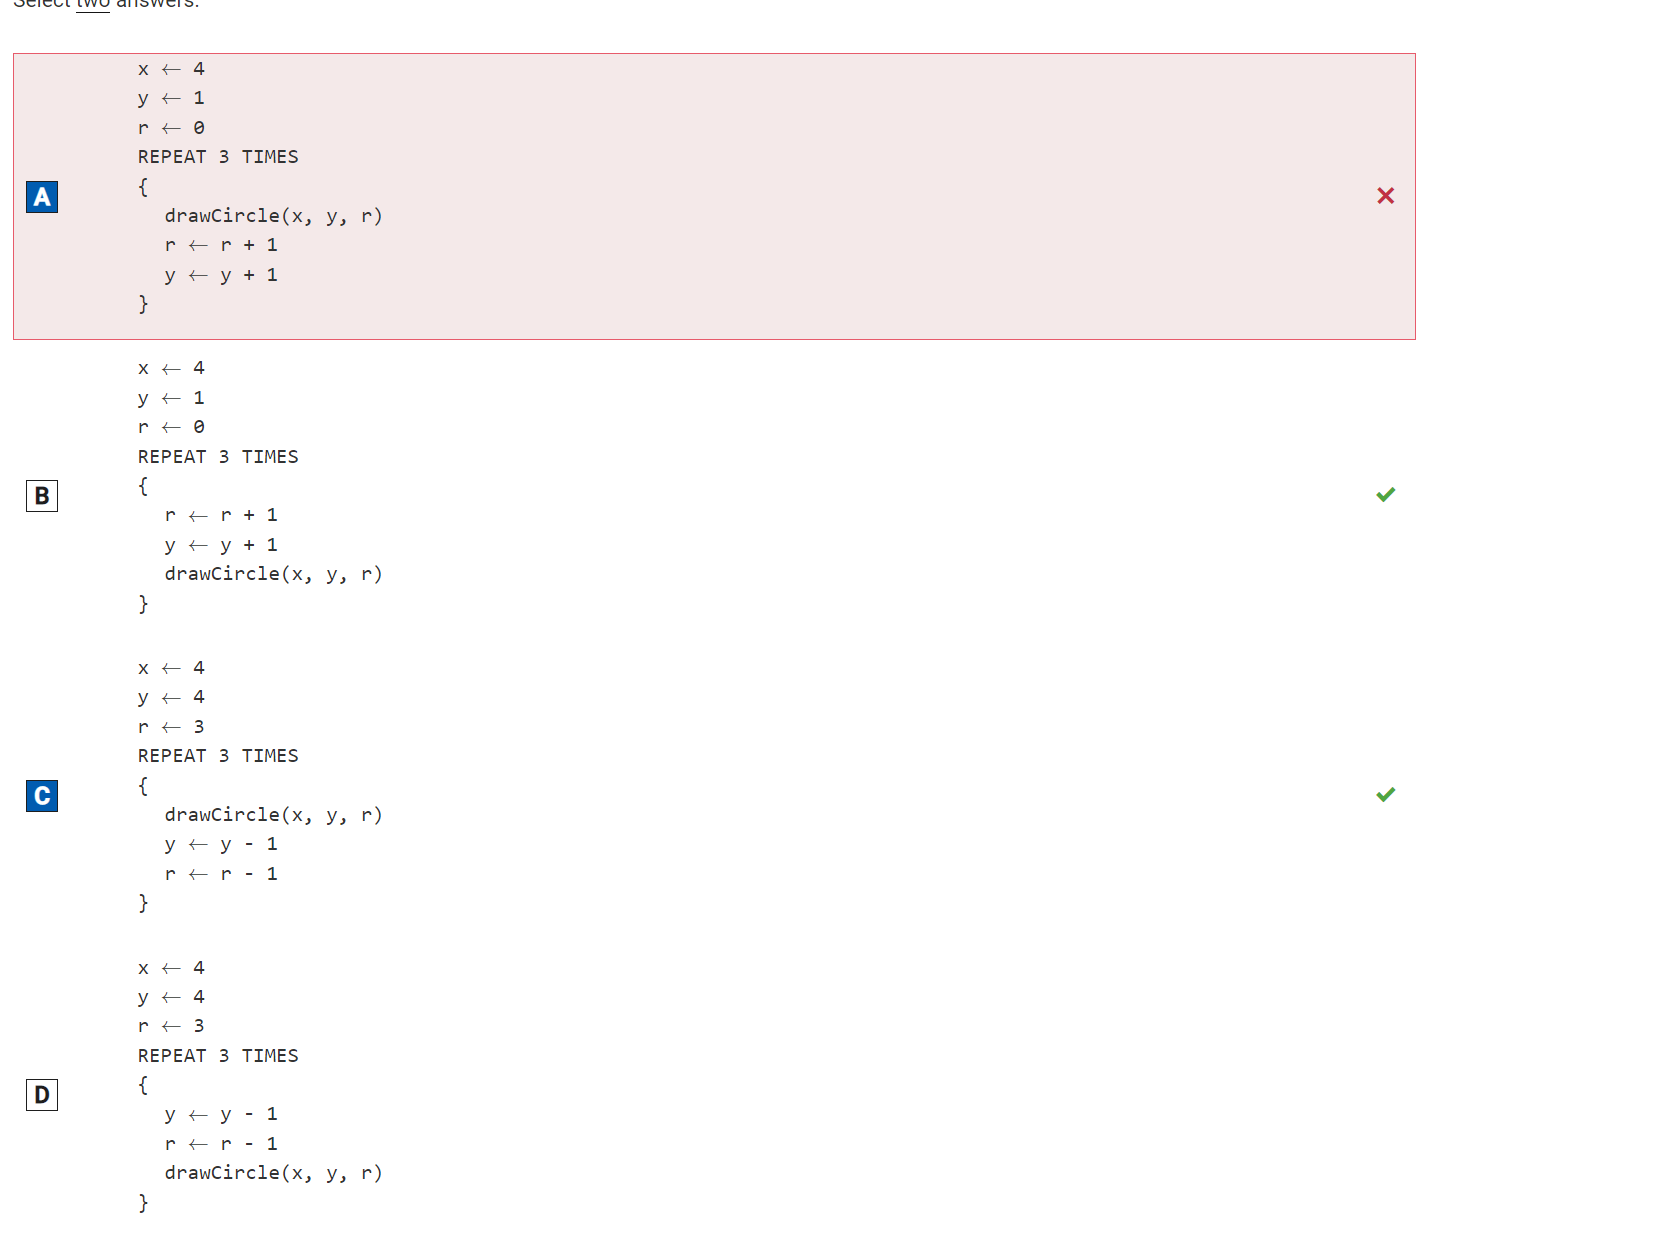 Select two answers.
x ← 4
y ← 1
r ← 0
REPEAT 3 TIMES
{
drawCircle(x, y, r)
r ← r + 1
y ← y + 1
}
A
x ← 4
y ← 1
r ← 0
REPEAT 3 TIMES
{
r ← r + 1
y ← y + 1
drawCircle(x, y, r)
}
B
x ← 4
y ← 4
r ← 3
REPEAT 3 TIMES
{
drawCircle(x, y, r)
y ← y - 1
r ← r - 1
}
C
x ← 4
y ← 4
r ← 3
REPEAT 3 TIMES
{
y ← y - 1
r ← r - 1
drawCircle(x, y, r)
}
D